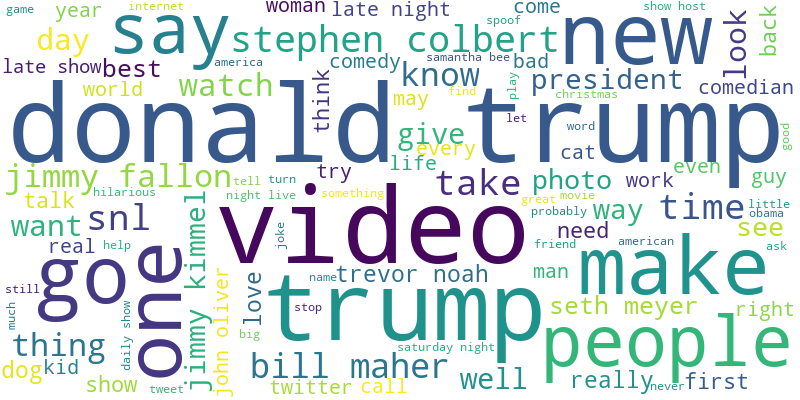 game
year
internet
woman
late night
come
show host
say
stephen colbert
spoof
new
look
back
day
late show
best
america
comedy
samantha bee
bad
know
president
comedian
world
watch
think
may
find
play
christmas
donald trump
give
every
let
word
cat
good
jimmy fallon
life
try
take
photo
even
work
guy
tell
turn
hilarious
night live
something
great
movie
talk
snl
want
real
help
jimmy kimmel
video
joke
probably
way
time
little
obama
see
need
friend
american
ask
goe
one
still
much
daily show
john oliver
love
name
trevor noah
man
make
trump
stop
seth meyer
right
big
thing
dog
kid
show
tweet
saturday night
bill maher
twitter
call
well
people
really
never
first